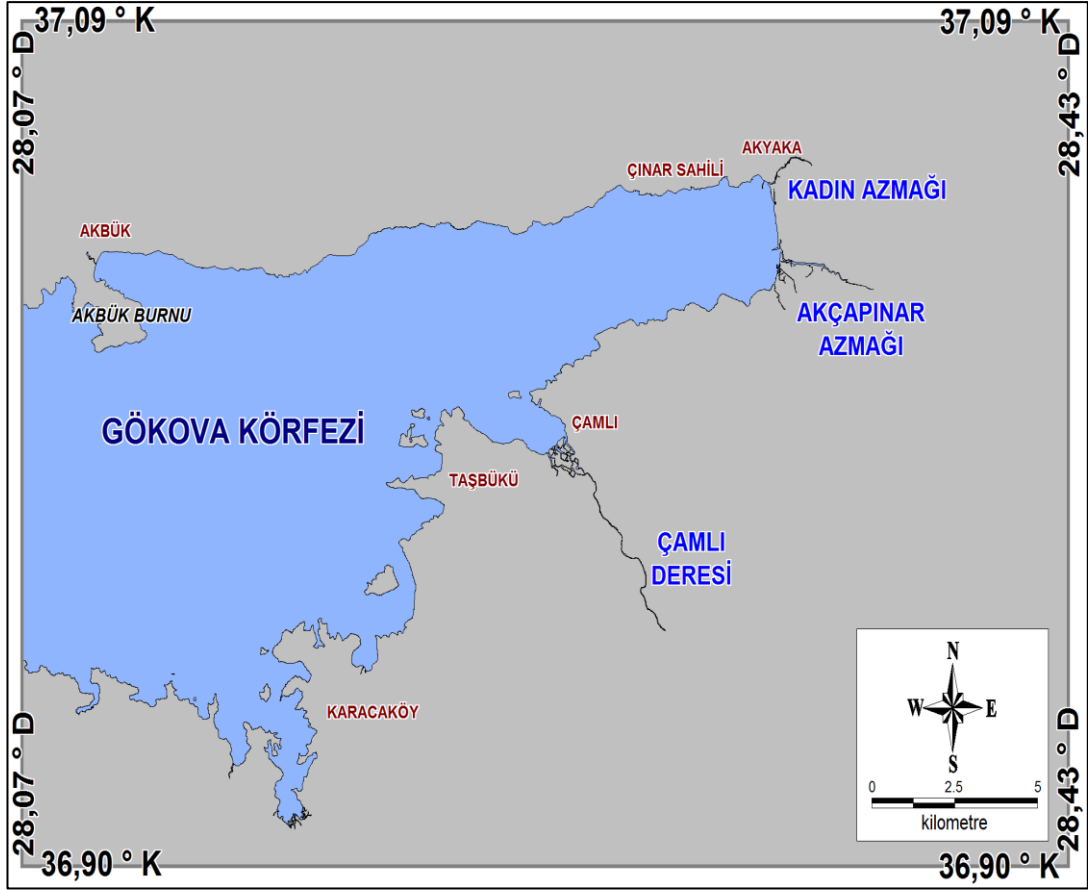 37,09 ° K
37,09 ° K
28,07 ° D
28,43 ° D
AKYAKA
ÇINAR SAHİLİ
KADIN AZMAĞI
AKBÜK
AKBÜK BURNU
AKÇAPINAR
AZMAĞI
GÖKOVA KÖRFEZİ
ÇAMLI
TAŞBÜKÜ
ÇAMLI
DERESİ
KARACAKÖY
N
W
E
S
0 2.5 5
kilometre
28,07 ° D
28,43 ° D
36,90 ° K
36,90 ° K